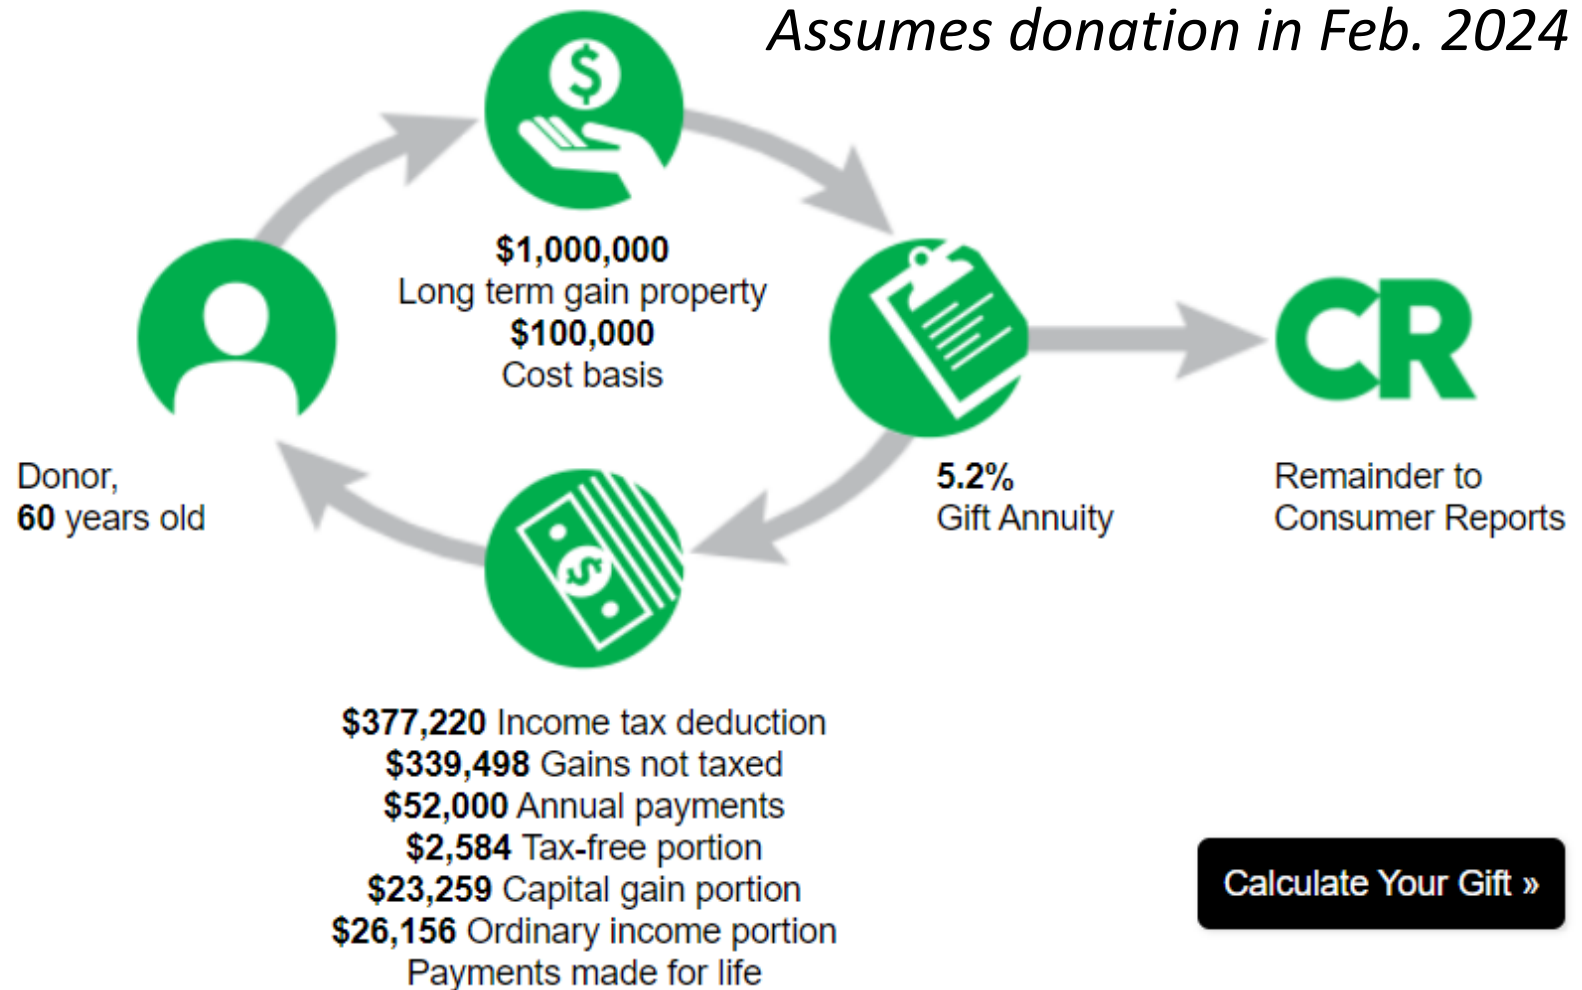 Assumes donation in Feb. 2024
$
$1,000,000
Long term gain property
$100,000
Cost basis
CR
Donor,
60 years old
5.2%
Gift Annuity
Remainder to
Consumer Reports
$
$377,220 Income tax deduction
$339,498 Gains not taxed
$52,000 Annual payments
$2,584 Tax-free portion
$23,259 Capital gain portion
$26,156 Ordinary income portion
Payments made for life
Calculate Your Gift »